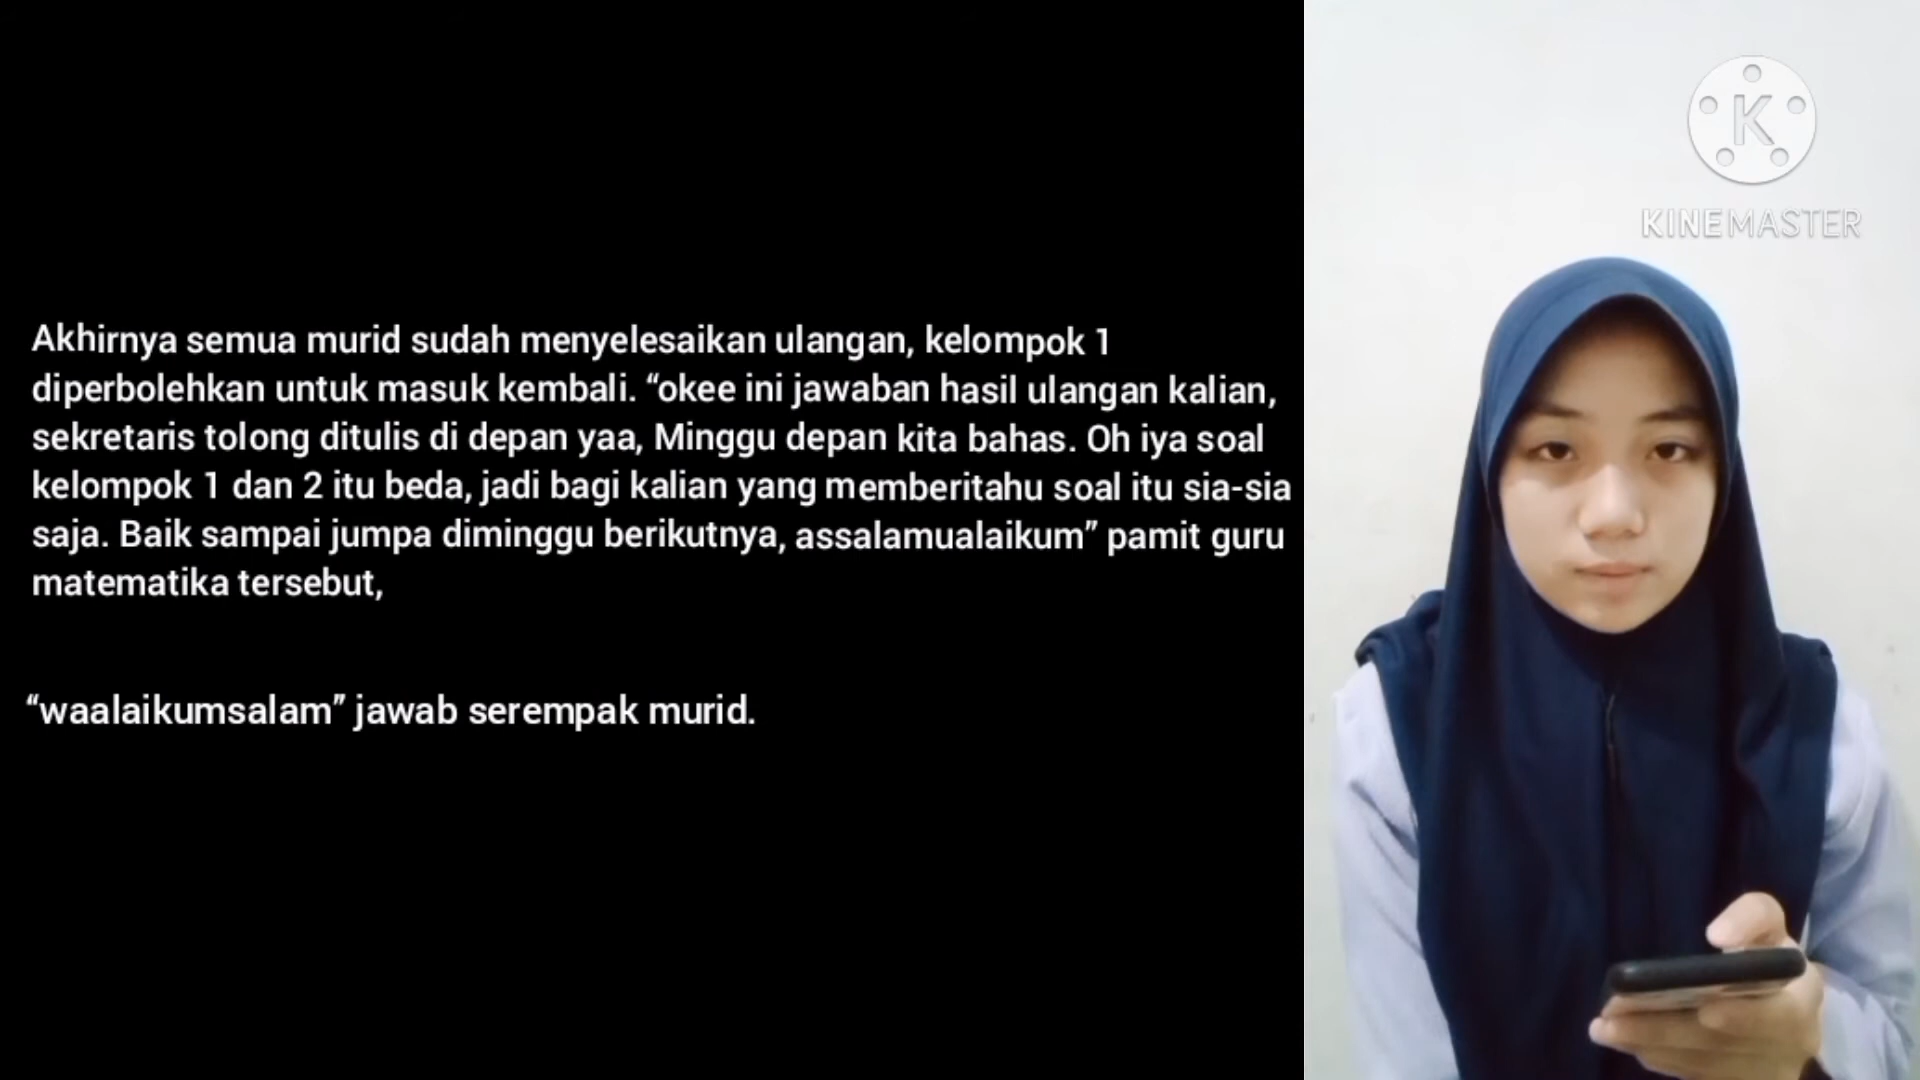 K
KINEMASTER
Akhirnya semua murid sudah menyelesaikan ulangan, kelompok 1
diperbolehkan untuk masuk kembali. “okee ini jawaban hasil ulangan kalian,
sekretaris tolong ditulis di depan yaa, Minggu depan kita bahas. Oh iya soal
kelompok 1 dan 2 itu beda, jadi bagi kalian yang memberitahu soal itu sia-sia
saja. Baik sampai jumpa diminggu berikutnya, assalamualaikum” pamit guru
matematika tersebut,
“waalaikumsalam” jawab serempak murid.